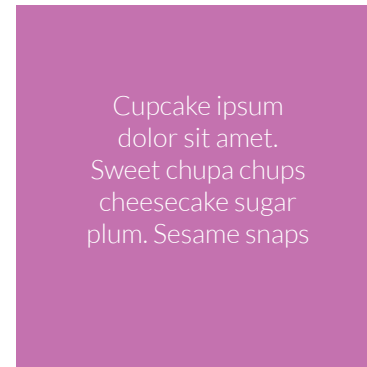 Cupcake ipsum
dolor sit amet.
Sweet chupa chups
cheesecake sugar
plum. Sesame snaps